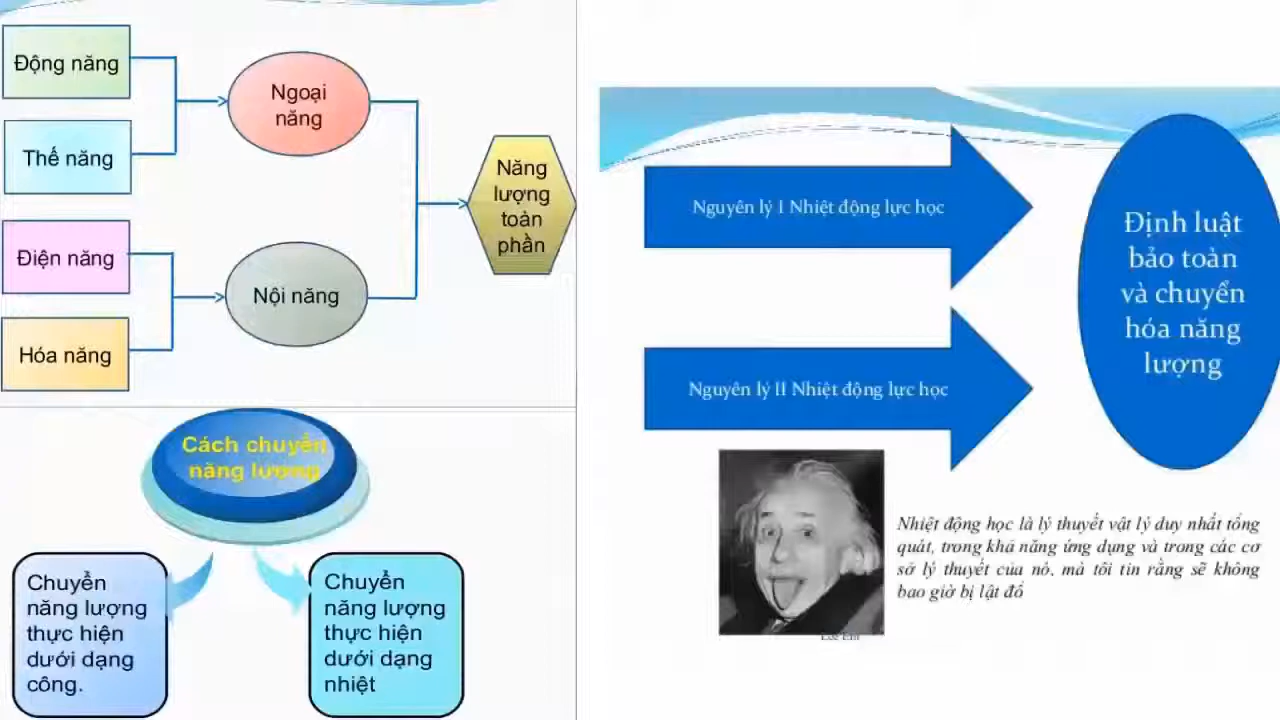 Động năng
Thế năng
Điện năng
Hóa năng
Ngoại
năng
Nội năng
Năng
lượng
toàn
phần
Cách chuyển
năng lượng
Chuyển
năng lượng
thực hiện
dưới dạng
công.
Chuyển
năng lượng
thực hiện
dưới dạng
nhiệt
Nguyên lý I Nhiệt động lực học
Nguyên lý II Nhiệt động lực học
Định luật
bảo toàn
và chuyển
hóa năng
lượng
Nhiệt động học là lý thuyết vật lý duy nhất tổng
quát, trong khả năng ứng dụng và trong các cơ
sở lý thuyết của nó, mà tôi tin rằng sẽ không
bao giờ bị lật đổ